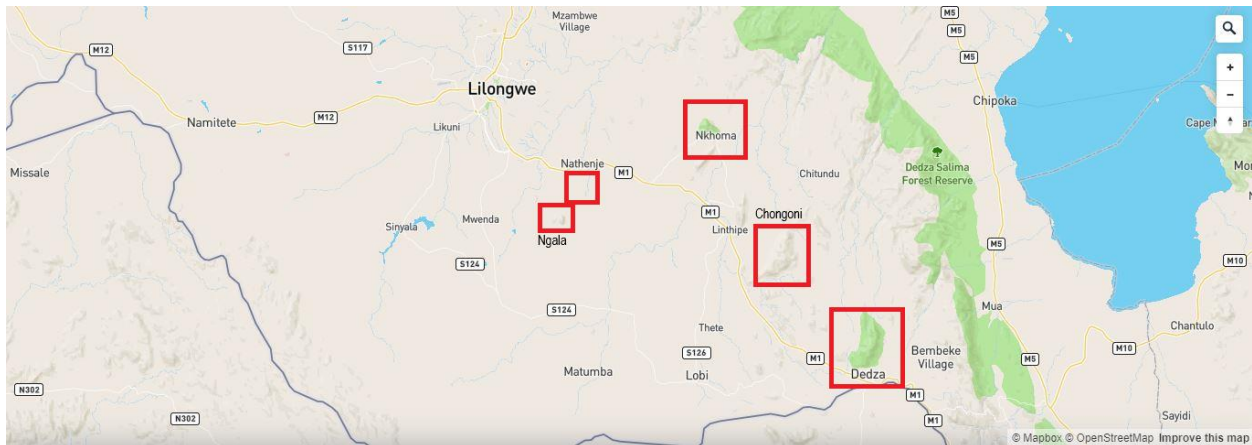 Mzambwe
Village
M5
M5
S117
M12
M5
Lilongwe
Chipoka
Namitete
M12
Likuni
Cape
Nkhoma
Nathenje
M1
Chitundu
Dedza Salima
Forest Reserve
Missale
M1
Chongoni
Mwenda
Sinyala
Linthipe
Ngala
M5
S124
M10
S124
Mua
Thete
Chantulo
M1
S126
Bembeke
Village
M10
M5
Matumba
Lobi
Dedza
N302
M1
M1
N302
Sayidi
© Mapbox © OpenStreetMap Improve this map